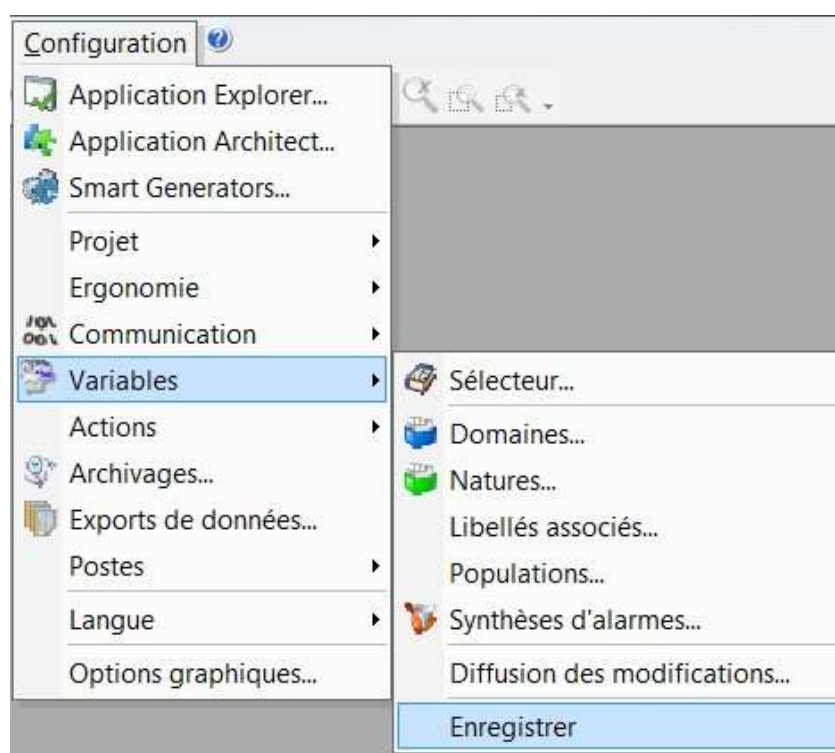 Configuration
Application Explorer...
Application Architect...
Smart Generators...
Projet
Ergonomie
Communication
Variables
Actions
Archivages...
Exports de données...
Postes
Langue
Options graphiques...
Sélecteur...
Domaines...
Natures...
Libellés associés...
Populations...
Synthèses d'alarmes...
Diffusion des modifications...
Enregistrer